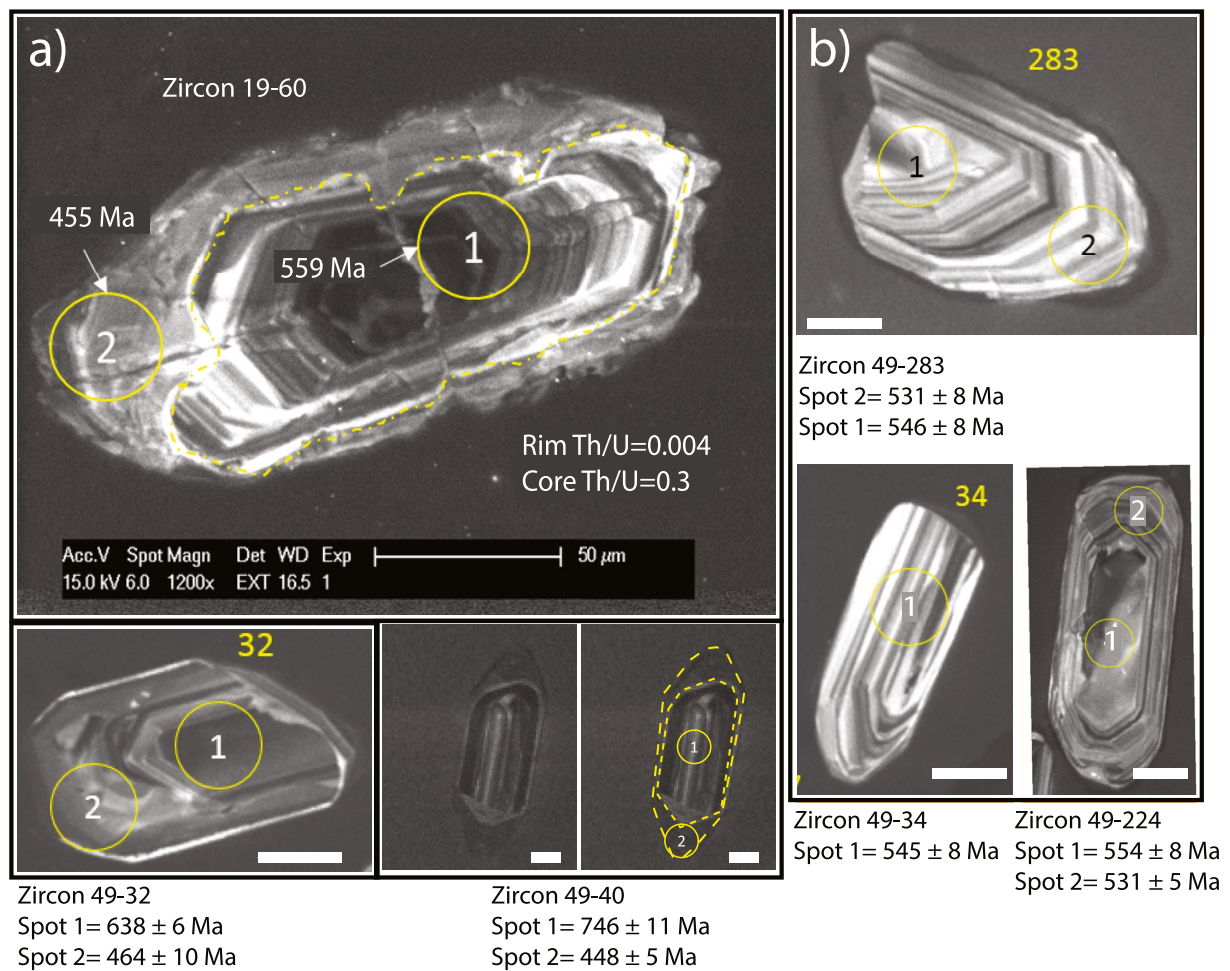 a)
Zircon 19-60
455 Ma
559 Ma
1
2
Rim Th/U=0.004
Core Th/U=0.3
Acc.V Spot Magn Det WD Exp
15.0 kV 6.0 1200x EXT 16.5 1
50 µm
32
1
2
Zircon 49-32
Spot 1= 638 ± 6 Ma
Spot 2= 464 ± 10 Ma
1
2
Zircon 49-40
Spot 1= 746 ± 11 Ma
Spot 2= 448 ± 5 Ma
b)
283
1
2
Zircon 49-283
Spot 2= 531 ± 8 Ma
Spot 1= 546 ± 8 Ma
34
1
Zircon 49-34
Spot 1= 545 ± 8 Ma
2
1
Zircon 49-224
Spot 1= 554 ± 8 Ma
Spot 2= 531 ± 5 Ma